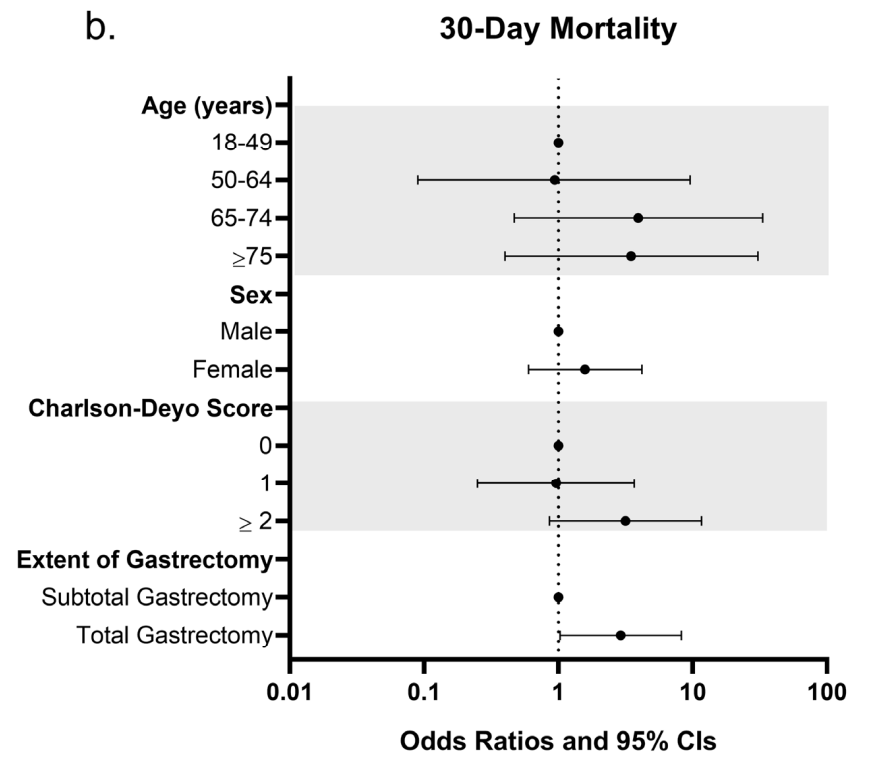 b.
30-Day Mortality
Age (years)
18-49
50-64
65-74
≥75
Sex
Male
Female
Charlson-Deyo Score
0
1
≥ 2
Extent of Gastrectomy
Subtotal Gastrectomy
Total Gastrectomy
0.01 0.1 1 10 100
Odds Ratios and 95% CIs